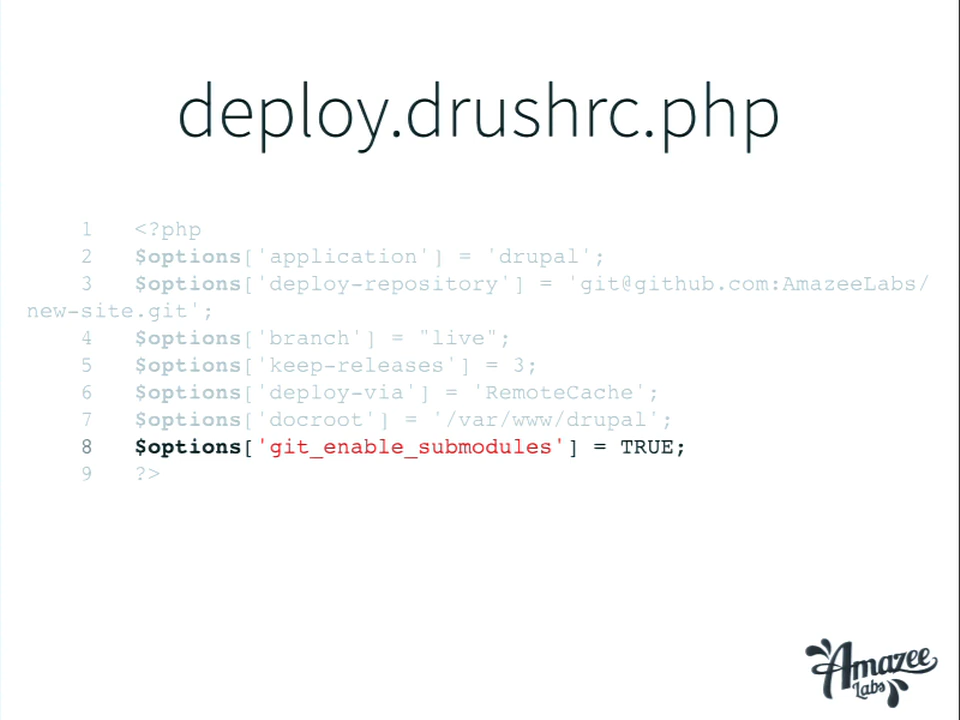 deploy.drushrc.php
1 <?php
2 $options['application'] = 'drupal';
3 $options['deploy-repository'] = 'git@github.com:AmazeeLabs/
new-site.git';
4 $options['branch'] = "live";
5 $options['keep-releases'] = 3;
6 $options['deploy-via'] = 'RemoteCache';
7 $options['docroot'] = '/var/www/drupal';
8 $options['git_enable_submodules'] = TRUE;
9 ?>
Amazee
Labs